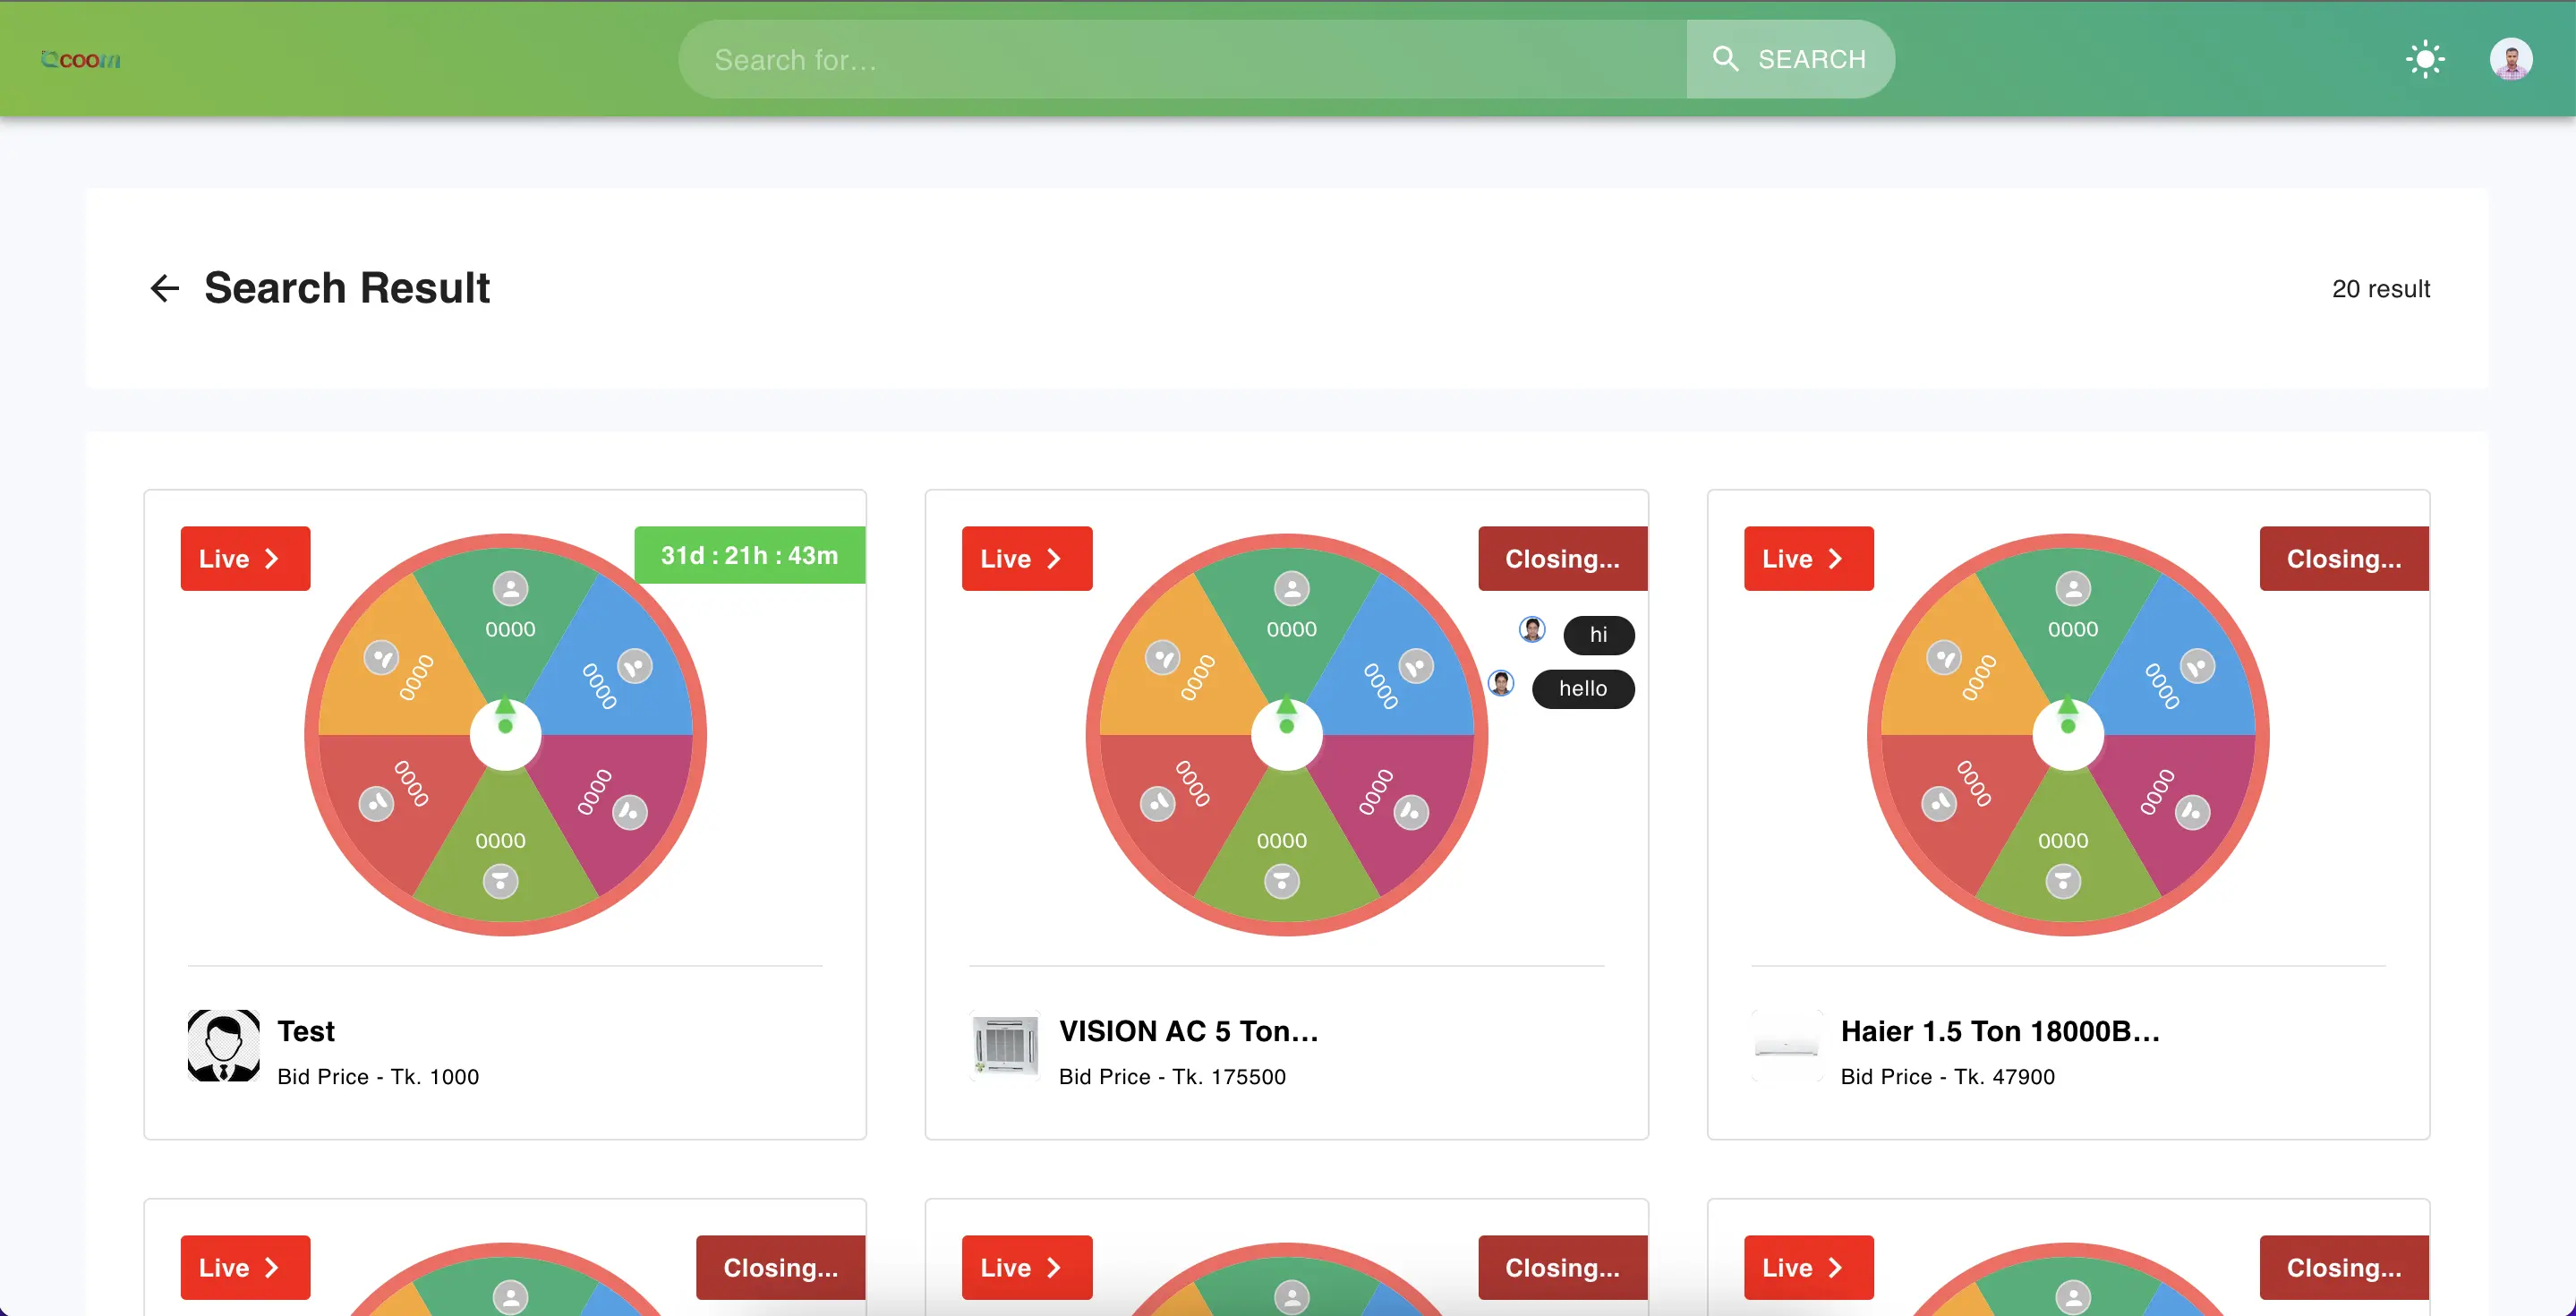 Qcoom
Search for...
SEARCH
Search Result
20 result
Live
31d : 21h : 43m
0000
0000
0000
0000
0000
0000
Test
Bid Price - Tk. 1000
Live
Closing...
hi
hello
0000
0000
0000
0000
0000
0000
VISION AC 5 Ton...
Bid Price - Tk. 175500
Live
Closing...
0000
0000
0000
0000
0000
0000
Haier 1.5 Ton 18000B...
Bid Price - Tk. 47900
Live
Closing...
Live
Closing...
Live
Closing...